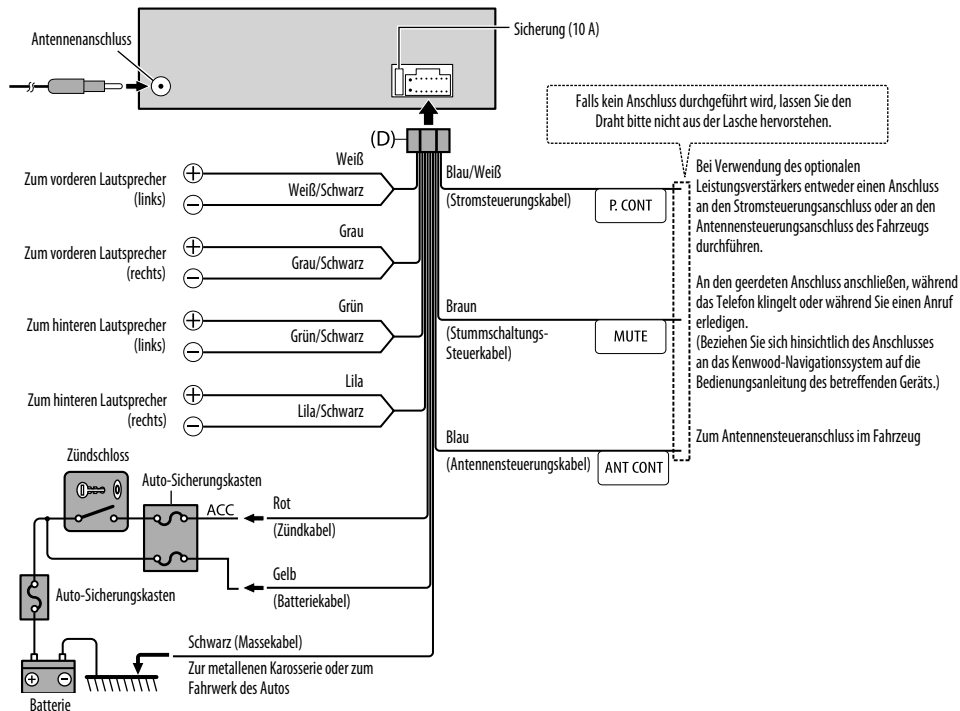 Antennenanschluss
Sicherung (10 A)
Falls kein Anschluss durchgeführt wird, lassen Sie den
Draht bitte nicht aus der Lasche hervorstehen.
(D)
Zum vorderen Lautsprecher
(links)
Weiß
Weiß/Schwarz
Zum vorderen Lautsprecher
(rechts)
Grau
Grau/Schwarz
Zum hinteren Lautsprecher
(links)
Grün
Grün/Schwarz
Zum hinteren Lautsprecher
(rechts)
Lila
Lila/Schwarz
Blau/Weiß
(Stromsteuerungskabel)
P. CONT
Bei Verwendung des optionalen
Leistungsverstärkers entweder einen Anschluss
an den Stromsteuerungsanschluss oder an den
Antennensteuerungsanschluss des Fahrzeugs
durchführen.
Braun
(Stummschaltungs-
Steuerkabel)
MUTE
An den geerdeten Anschluss anschließen, während
das Telefon klingelt oder während Sie einen Anruf
erledigen.
(Beziehen Sie sich hinsichtlich des Anschlusses
an das Kenwood-Navigationssystem auf die
Bedienungsanleitung des betreffenden Geräts.)
Blau
(Antennensteuerungskabel)
ANT CONT
Zum Antennensteueranschluss im Fahrzeug
Zündschloss
Auto-Sicherungskasten
ACC
Rot
(Zündkabel)
Gelb
(Batteriekabel)
Auto-Sicherungskasten
Schwarz (Massekabel)
Zur metallenen Karosserie oder zum
Fahrwerk des Autos
Batterie